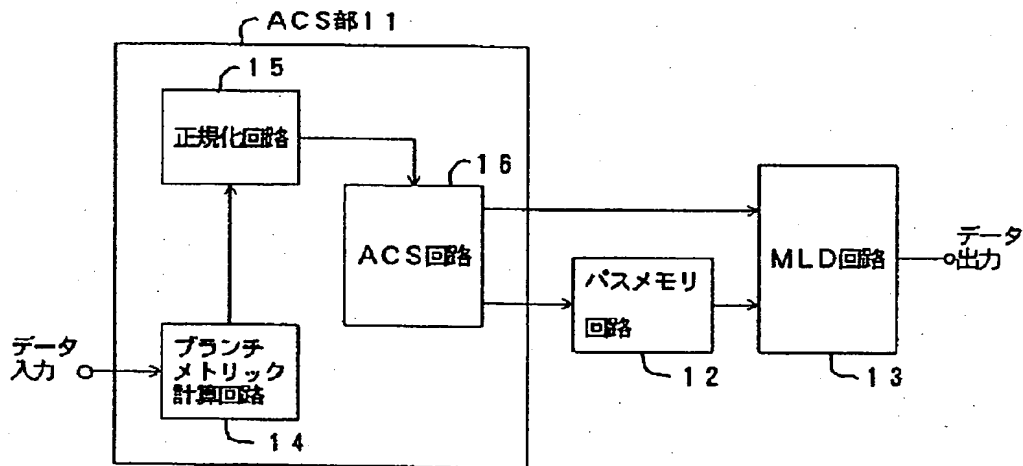 ACS部11
15
正規化回路
16
ACS回路
MLD回路
データ
出力
パスメモリ
回路
データ
入力
ブランチ
メトリック
計算回路
12
13
14